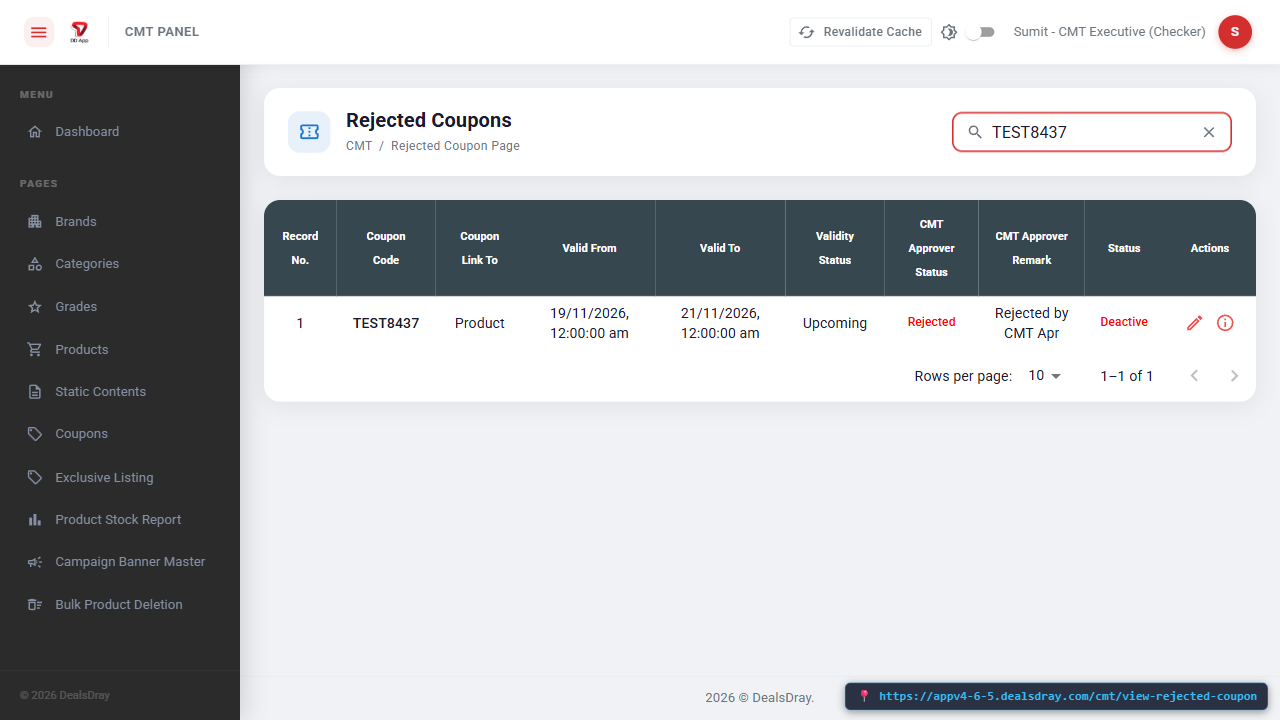 DD App
CMT PANEL
Revalidate Cache
Sumit - CMT Executive (Checker)
S
MENU
Dashboard
PAGES
Brands
Categories
Grades
Products
Static Contents
Coupons
Exclusive Listing
Product Stock Report
Campaign Banner Master
Bulk Product Deletion
© 2026 DealsDray
Rejected Coupons
CMT / Rejected Coupon Page
TEST8437
Record
No.
Coupon
Code
Coupon
Link To
Valid From
Valid To
Validity
Status
CMT
Approver
Status
CMT Approver
Remark
Status
Actions
1
TEST8437
Product
19/11/2026,
12:00:00 am
21/11/2026,
12:00:00 am
Upcoming
Rejected
Rejected by
CMT Apr
Deactive
Rows per page: 10
1–1 of 1
2026 © DealsDray.
https://appv4-6-5.dealsdray.com/cmt/view-rejected-coupon